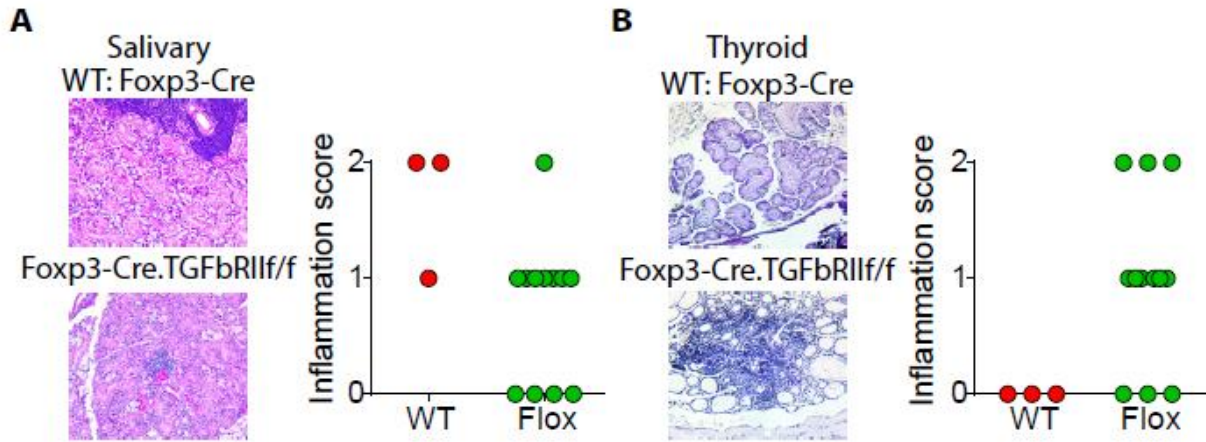 A
Salivary
WT: Foxp3-Cre
Foxp3-Cre.TGFbRIIf/f
Inflammation score
2
1
0
WT
Flox
B
Thyroid
WT: Foxp3-Cre
Foxp3-Cre.TGFbRIIf/f
Inflammation score
2
1
0
WT
Flox